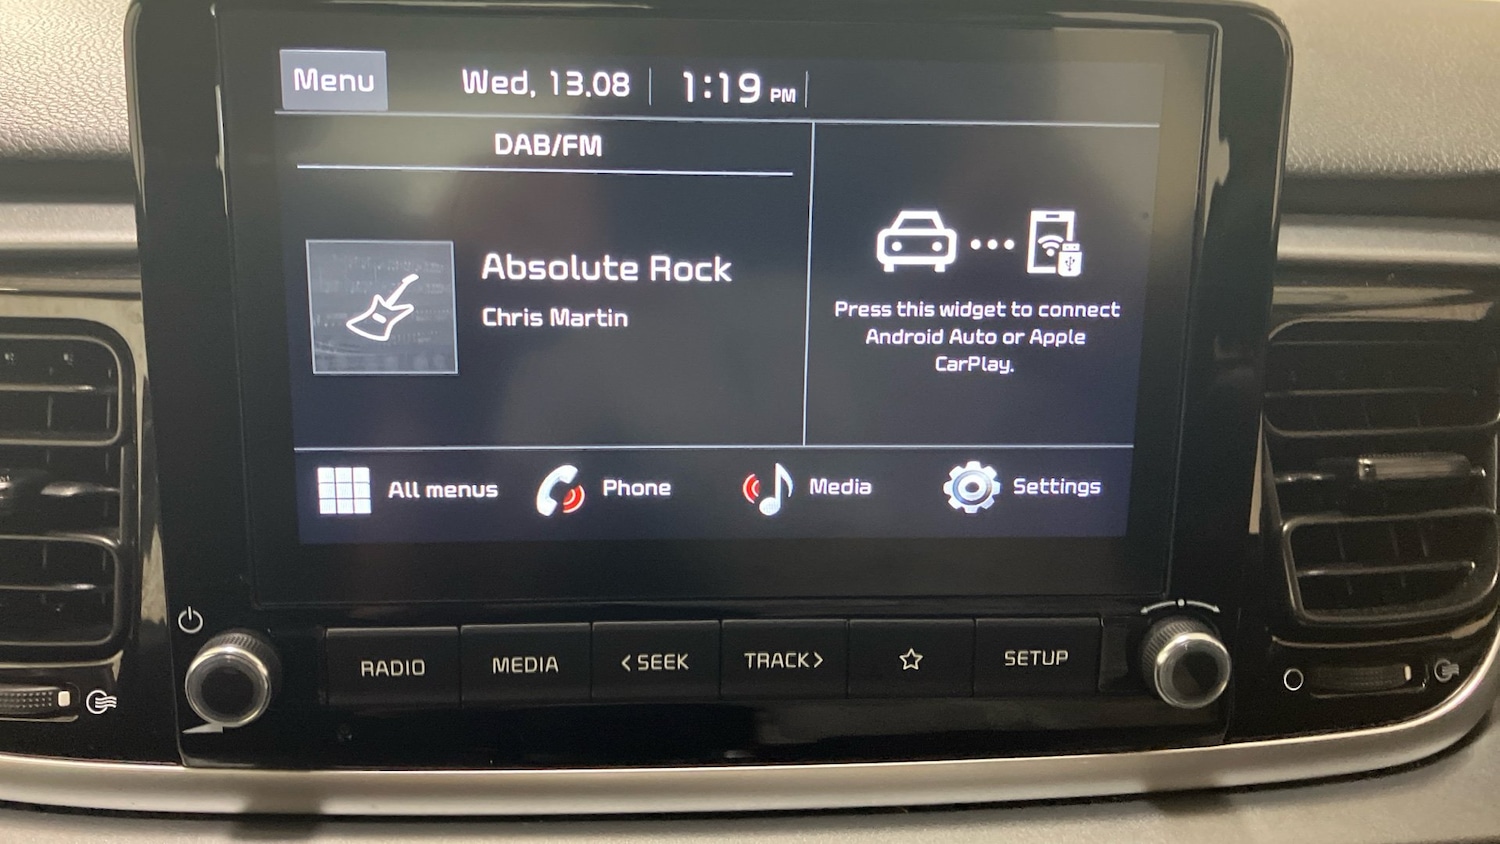 Menu Wed, 13.08 1:19 PM
DAB/FM
Absolute Rock
Chris Martin
Press this widget to connect
Android Auto or Apple
CarPlay.
All menus Phone Media Settings
RADIO MEDIA <SEEK TRACK> SETUP